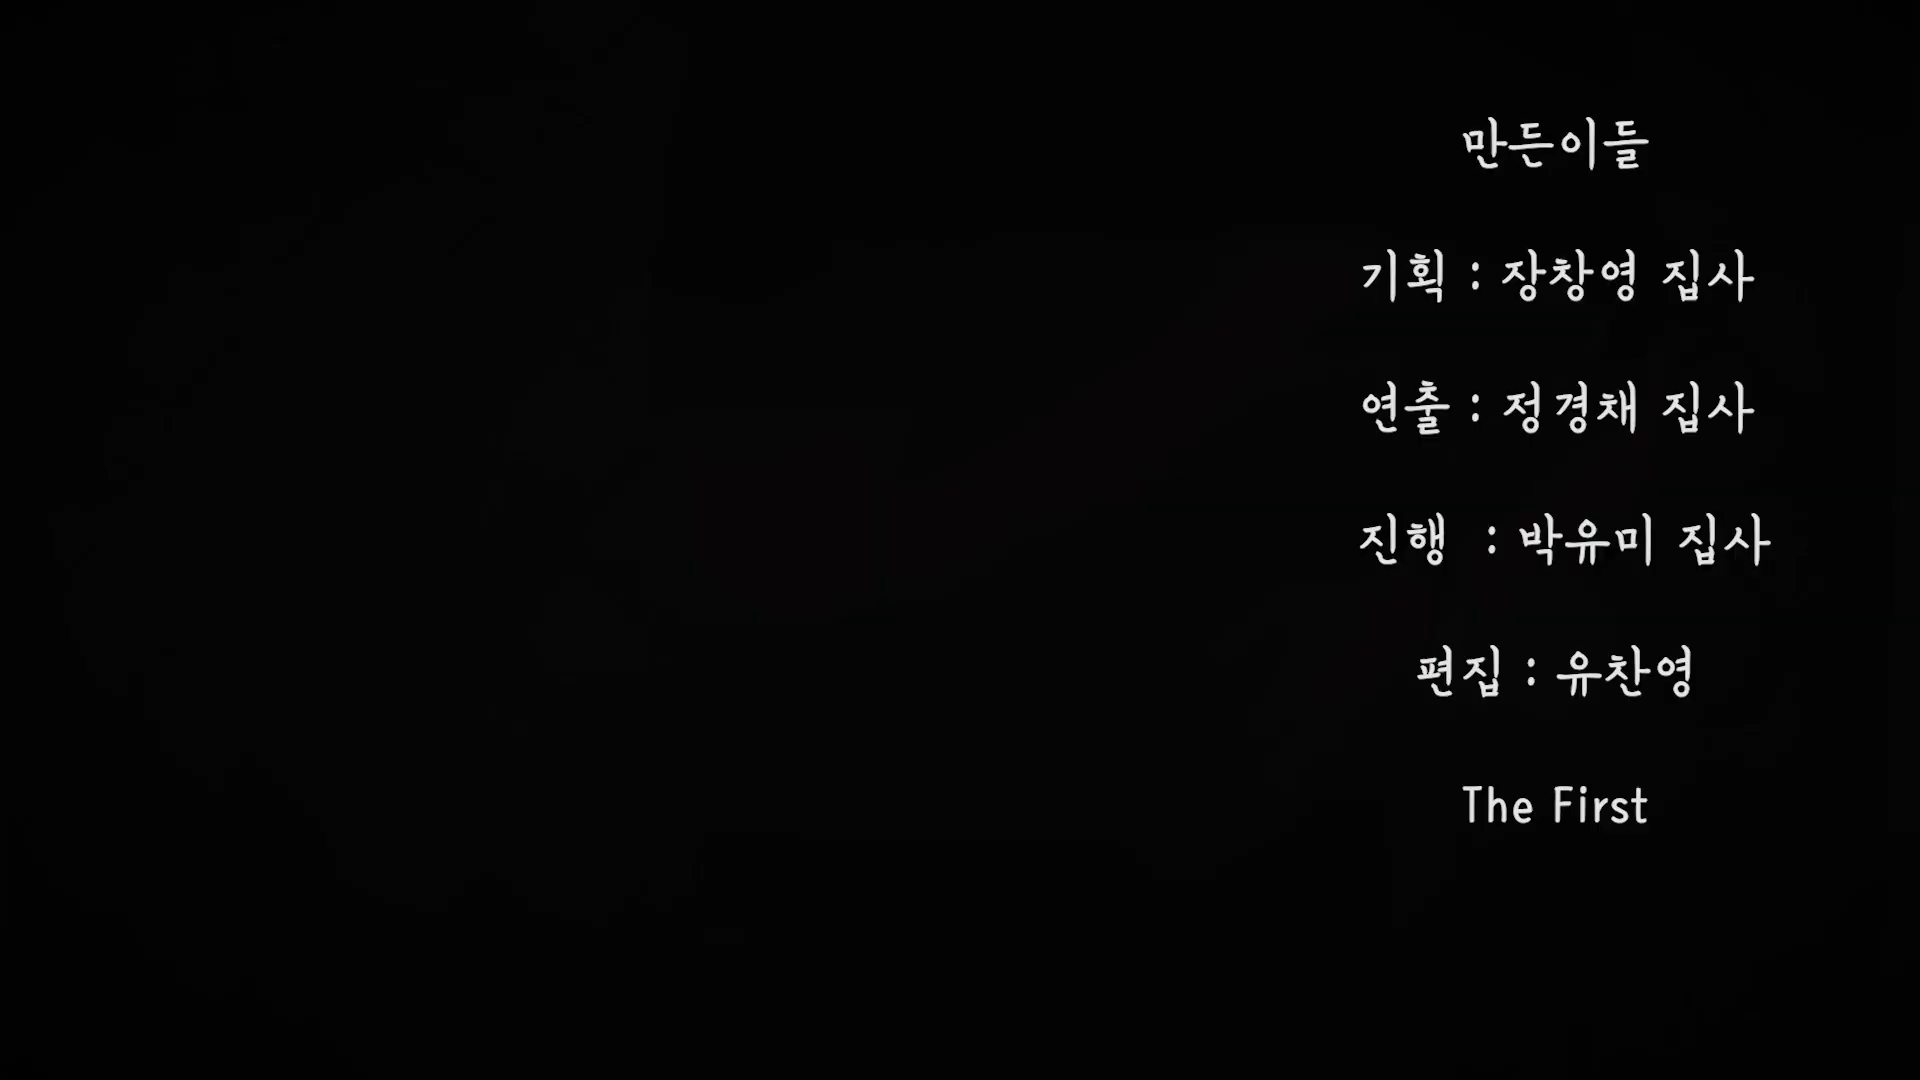 만든이들
기획 : 장창영 집사
연출 : 정경채 집사
진행 : 박유미 집사
편집 : 유찬영
The First